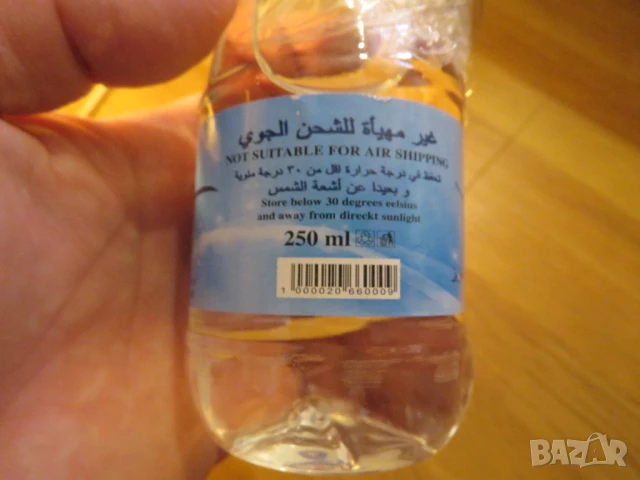 غير مهيأة للشحن الجوي
NOT SUITABLE FOR AIR SHIPPING
تحفظ في درجة حرارة اقل من ٣٠ درجة مئوية
و بعيدا عن أشعة الشمس
Store below 30 degrees eelsius
and away from direckt sunlight
250 ml
1 000020 660009
BAZAR